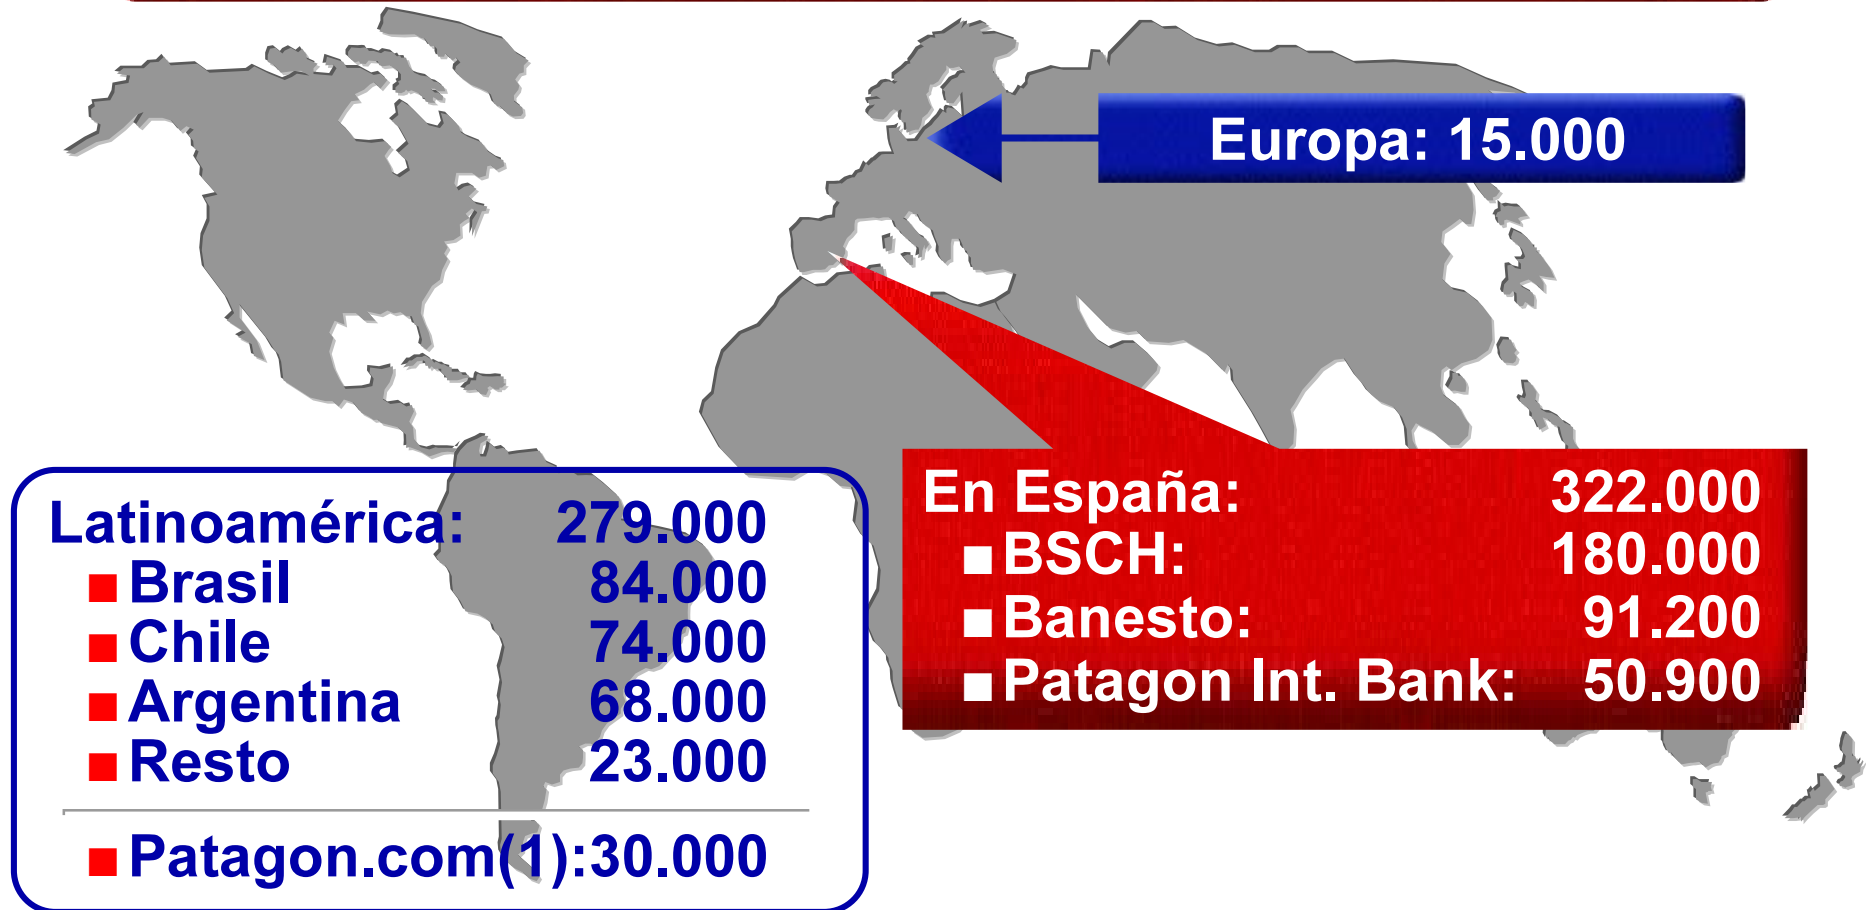 Europa: 15.000
Latinoamérica: 279.000
■ Brasil 84.000
■ Chile 74.000
■ Argentina 68.000
■ Resto 23.000
■ Patagon.com(1):30.000
En España: 322.000
■ BSCH: 180.000
■ Banesto: 91.200
■ Patagon Int. Bank: 50.900